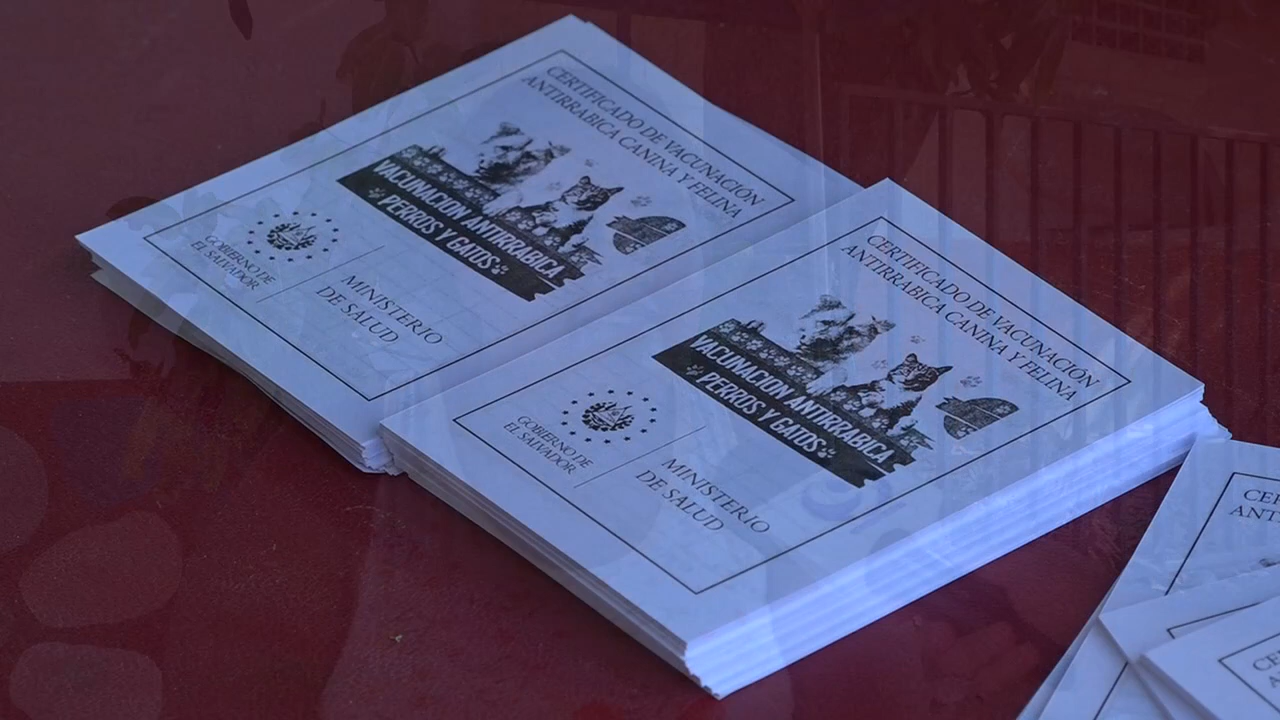 CERTIFICADO DE VACUNACIÓN
ANTIRRABICA CANINA Y FELINA
VACUNACION ANTIRRABICA
PERROS Y GATOS
GOBIERNO DE
EL SALVADOR
MINISTERIO
DE SALUD
CERTIFICADO DE VACUNACIÓN
ANTIRRABICA CANINA Y FELINA
VACUNACION ANTIRRABICA
PERROS Y GATOS
GOBIERNO DE
EL SALVADOR
MINISTERIO
DE SALUD